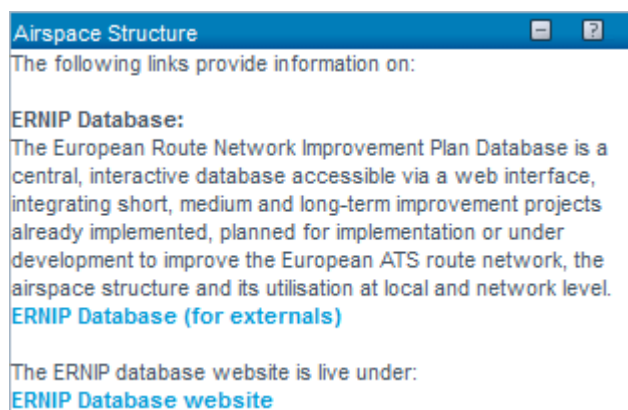 Airspace Structure
The following links provide information on:
ERNIP Database:
The European Route Network Improvement Plan Database is a
central, interactive database accessible via a web interface,
integrating short, medium and long-term improvement projects
already implemented, planned for implementation or under
development to improve the European ATS route network, the
airspace structure and its utilisation at local and network level.
ERNIP Database (for externals)
The ERNIP database website is live under:
ERNIP Database website